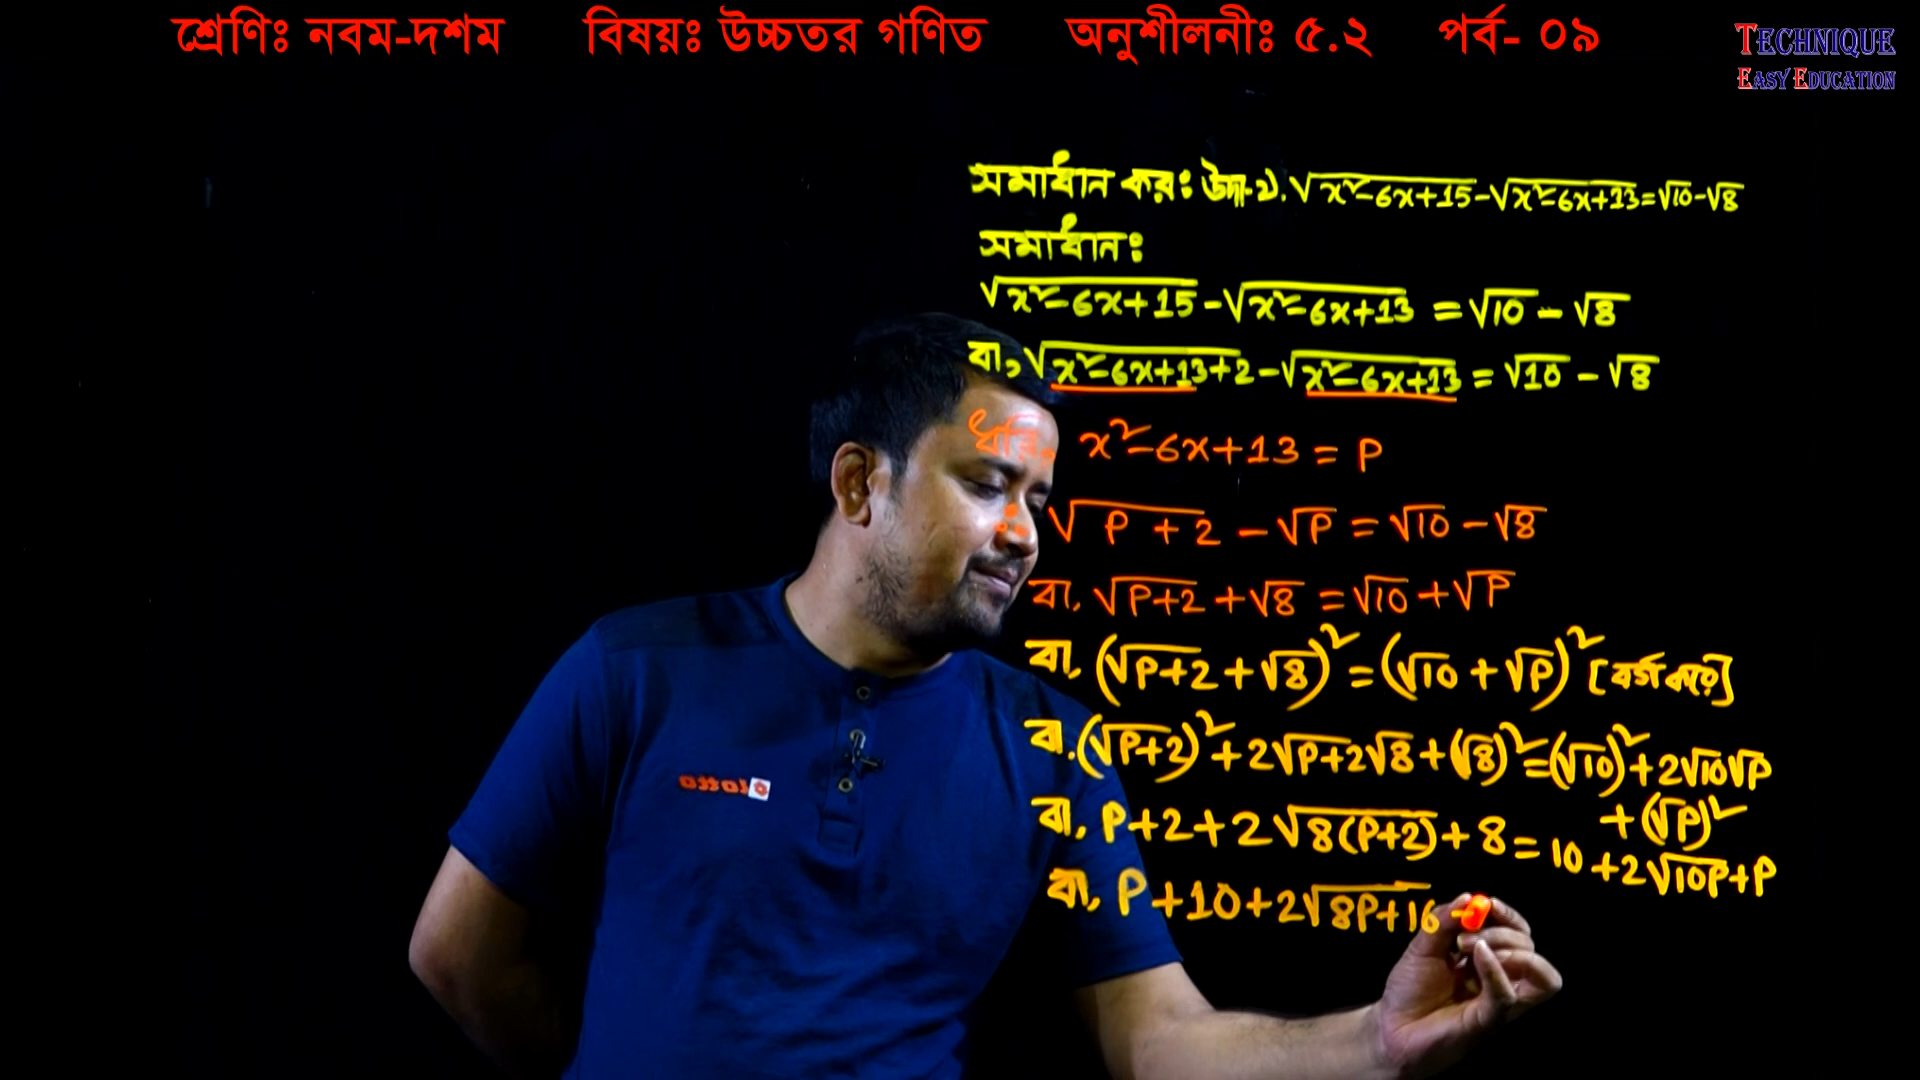 শ্রেণিঃ নবম-দশম বিষয়ঃ উচ্চতর গণিত অনুশীলনীঃ ৫.২ পর্ব- ০৯
TECHNIQUE
EASY EDUCATION
সমাধান কর: উদা-১. √(x²-6x+15) - √(x²-6x+13) = √10 - √8
সমাধান:
√(x²-6x+15) - √(x²-6x+13) = √10 - √8
বা, √(x²-6x+13+2) - √(x²-6x+13) = √10 - √8
ধরি- x²-6x+13 = P
∴ √(P+2) - √P = √10 - √8
বা, √(P+2) + √8 = √10 + √P
বা, (√(P+2) + √8)² = (√10 + √P)² [বর্গ করে]
বা, (√(P+2))² + 2√(P+2)√8 + (√8)² = (√10)² + 2√10√P
+ (√P)²
বা, P+2+2√(8(P+2)) + 8 = 10 + 2√(10P) + P
বা, P+10+2√(8P+16)
lotto